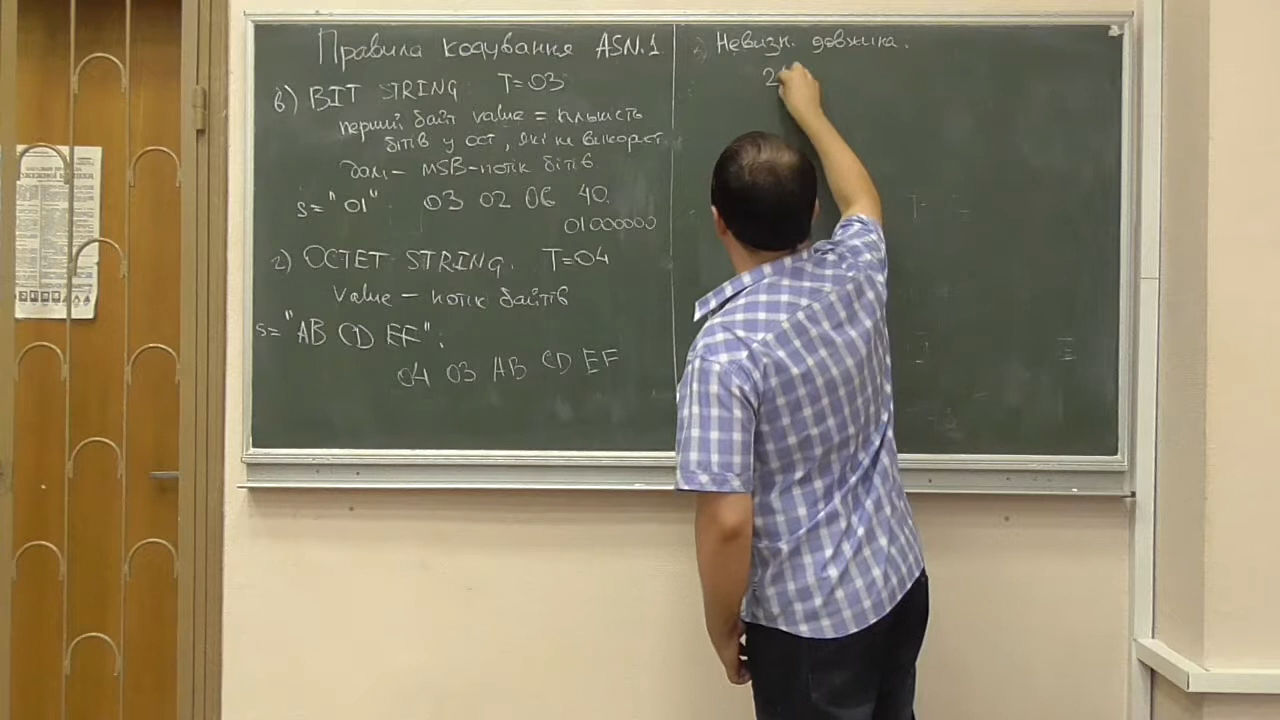 Правила кодування ASN.1
в) BIT STRING T=03
перший байт value = кількість
бітів у ост, які не використ
далі – MSB-потік бітів
s="01" 03 02 06 40
01000000
г) OCTET STRING. T=04
Value – потік байтів
s="AB CD EF":
04 03 AB CD EF
Невизн. довжина.
2